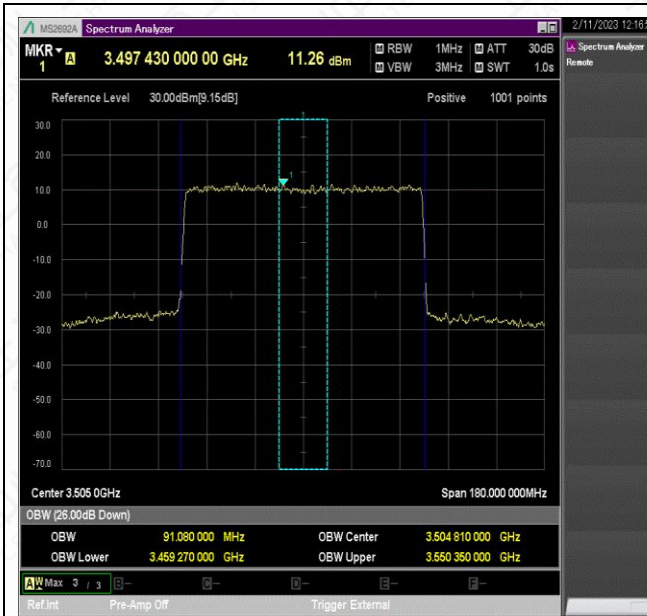 MS2692A Spectrum Analyzer
2/11/2023 12:16:
MKR 1 A 3.497 430 000 00 GHz 11.26 dBm
RBW 1MHz ATT 30dB
VBW 3MHz SWT 1.0s
Spectrum Analyzer
Remote
Reference Level 30.00dBm[9.15dB] Positive 1001 points
30.0
20.0
10.0
0.0
-10.0
-20.0
-30.0
-40.0
-50.0
-60.0
-70.0
1
Center 3.505 0GHz Span 180.000 000MHz
OBW (26.00dB Down)
OBW 91.080 000 MHz OBW Center 3.504 810 000 GHz
OBW Lower 3.459 270 000 GHz OBW Upper 3.550 350 000 GHz
A W Max 3 / 3 B- C- D- E- F-
Ref.Int Pre-Amp Off Trigger External